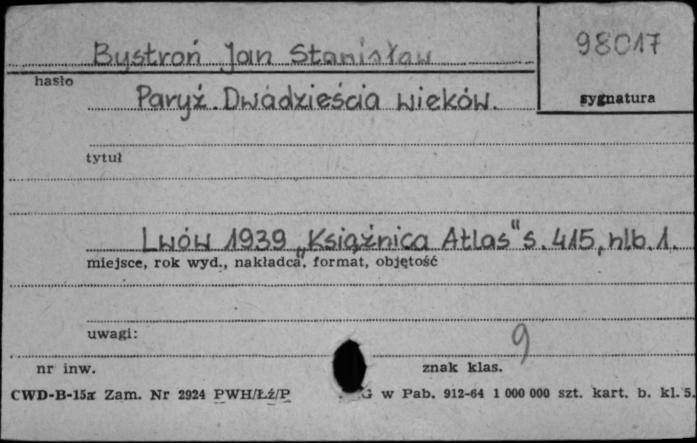 Bystroń Jan Stanisław
98017
hasło
Paryż. Dwadzieścia wieków.
sygnatura
tytuł
Lwów 1939 „Książnica Atlas" s. 415, nlb. 1.
miejsce, rok wyd., nakładca, format, objętość
uwagi:
9
nr inw.
znak klas.
CWD-B-15a Zam. Nr 2924 PWH/Łź/P G w Pab. 912-64 1 000 000 szt. kart. b. kl. 5.